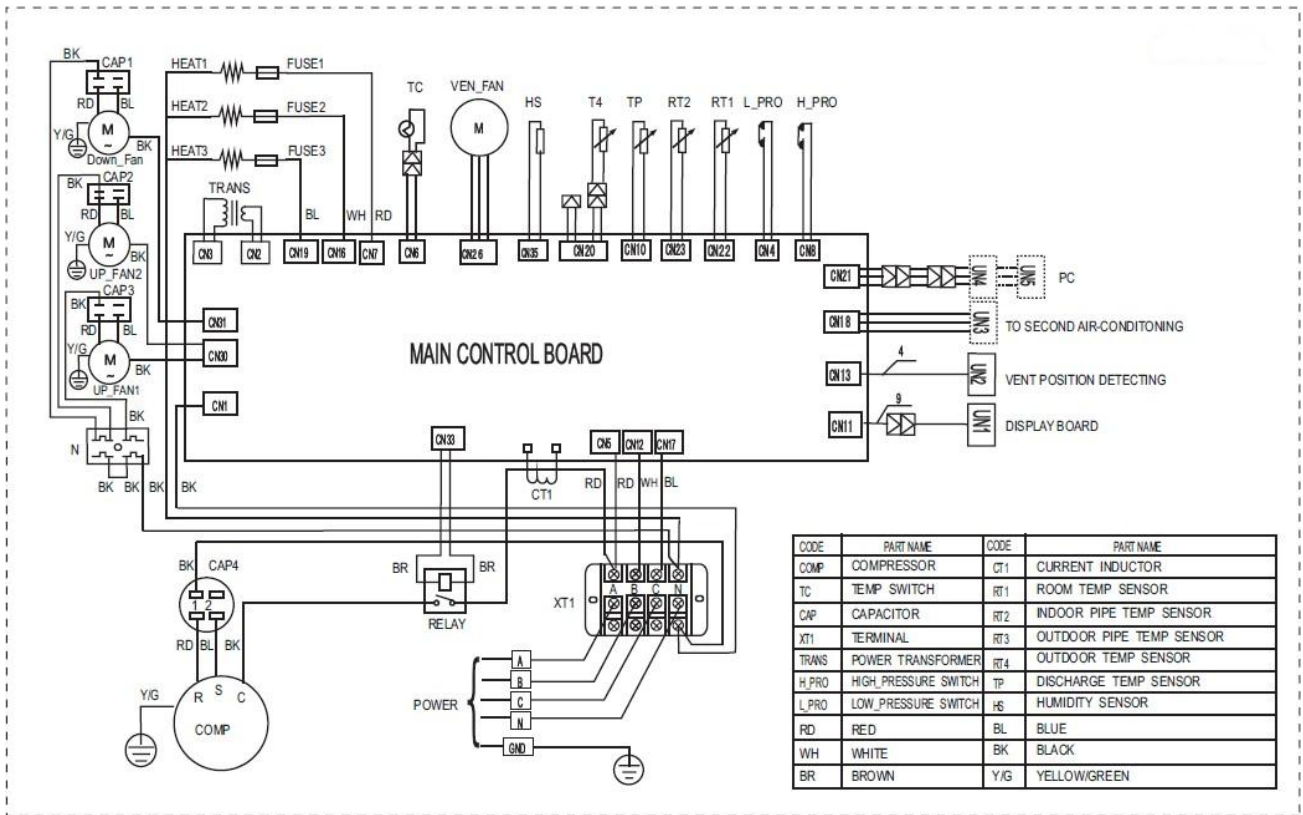 BK
CAP1
RD
BL
Y/G
M
~
BK
Down_Fan
BK
CAP2
RD
BL
Y/G
M
~
BK
UP_FAN2
CAP3
BK
RD
BL
Y/G
M
~
BK
UP_FAN1
BK
N
BK
BK
BK
BK
HEAT1
FUSE1
HEAT2
FUSE2
HEAT3
FUSE3
TRANS
BL
WH
RD
TC
VEN_FAN
M
HS
T4
TP
RT2
RT1
L_PRO
H_PRO
CN3
CN2
CN19
CN16
CN7
CN6
CN26
CN35
CN20
CN10
CN23
CN22
CN4
CN8
CN31
CN30
CN1
MAIN CONTROL BOARD
CN21
UN4
UN5
PC
CN18
UN3
TO SECOND AIR-CONDITONING
CN13
4
UN2
VENT POSITION DETECTING
CN11
9
UN1
DISPLAY BOARD
CN33
CT1
CN5
CN12
CN17
RD
RD
WH
BL
BR
BR
RELAY
XT1
A
B
C
N
BK
CAP4
1
2
RD
BL
BK
R
S
C
COMP
Y/G
POWER
A
B
C
N
GND
CODE PART NAME CODE PART NAME
COMP COMPRESSOR CT1 CURRENT INDUCTOR
TC TEMP SWITCH RT1 ROOM TEMP SENSOR
CAP CAPACITOR RT2 INDOOR PIPE TEMP SENSOR
XT1 TERMINAL RT3 OUTDOOR PIPE TEMP SENSOR
TRANS POWER TRANSFORMER RT4 OUTDOOR TEMP SENSOR
H_PRO HIGH_PRESSURE SWITCH TP DISCHARGE TEMP SENSOR
L_PRO LOW_PRESSURE SWITCH HS HUMIDITY SENSOR
RD RED BL BLUE
WH WHITE BK BLACK
BR BROWN Y/G YELLOW/GREEN